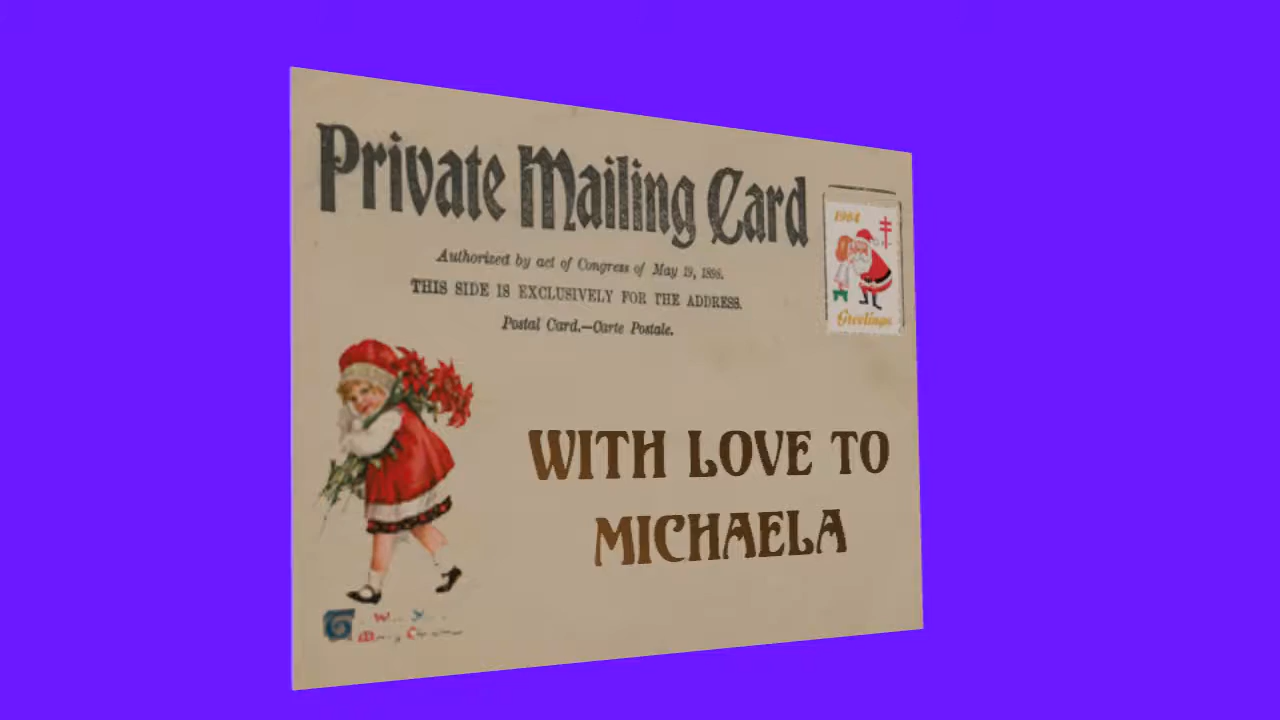 Private Mailing Card
Authorized by act of Congress of May 19, 1898.
THIS SIDE IS EXCLUSIVELY FOR THE ADDRESS.
Postal Card.—Carte Postale.
1964
Greetings
WITH LOVE TO
MICHAELA